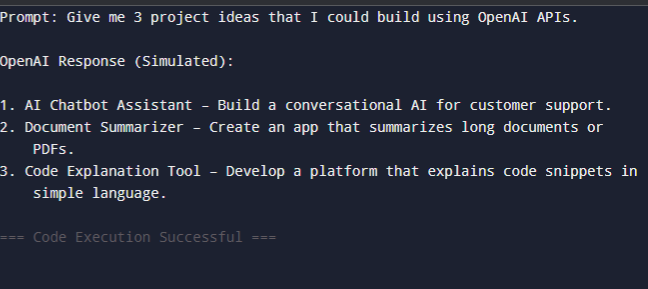 Prompt: Give me 3 project ideas that I could build using OpenAI APIs.
OpenAI Response (Simulated):
1. AI Chatbot Assistant – Build a conversational AI for customer support.
2. Document Summarizer – Create an app that summarizes long documents or
PDFs.
3. Code Explanation Tool – Develop a platform that explains code snippets in
simple language.
=== Code Execution Successful ===